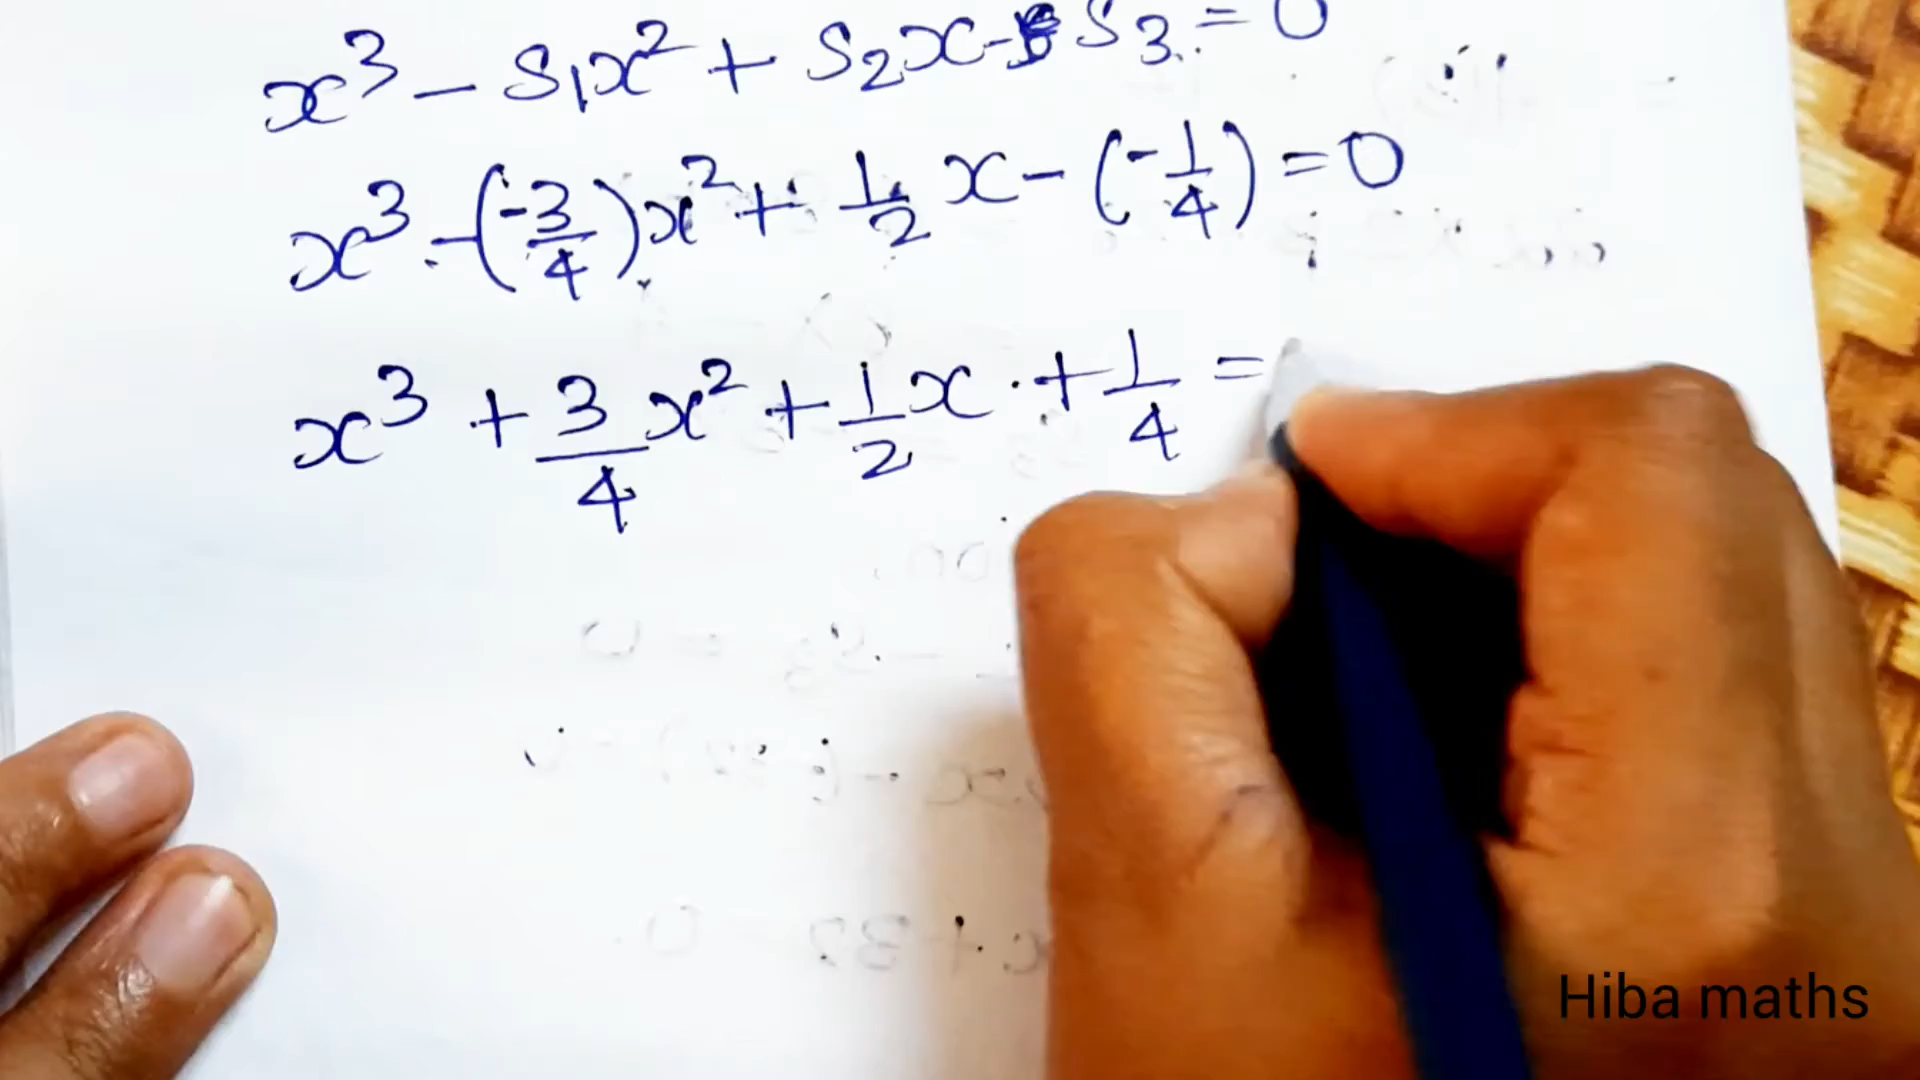 x³ - S₁x² + S₂x - S₃ = 0
x³ - (-3/4)x² + 1/2 x - (-1/4) = 0
x³ + 3/4 x² + 1/2 x + 1/4 =
Hiba maths